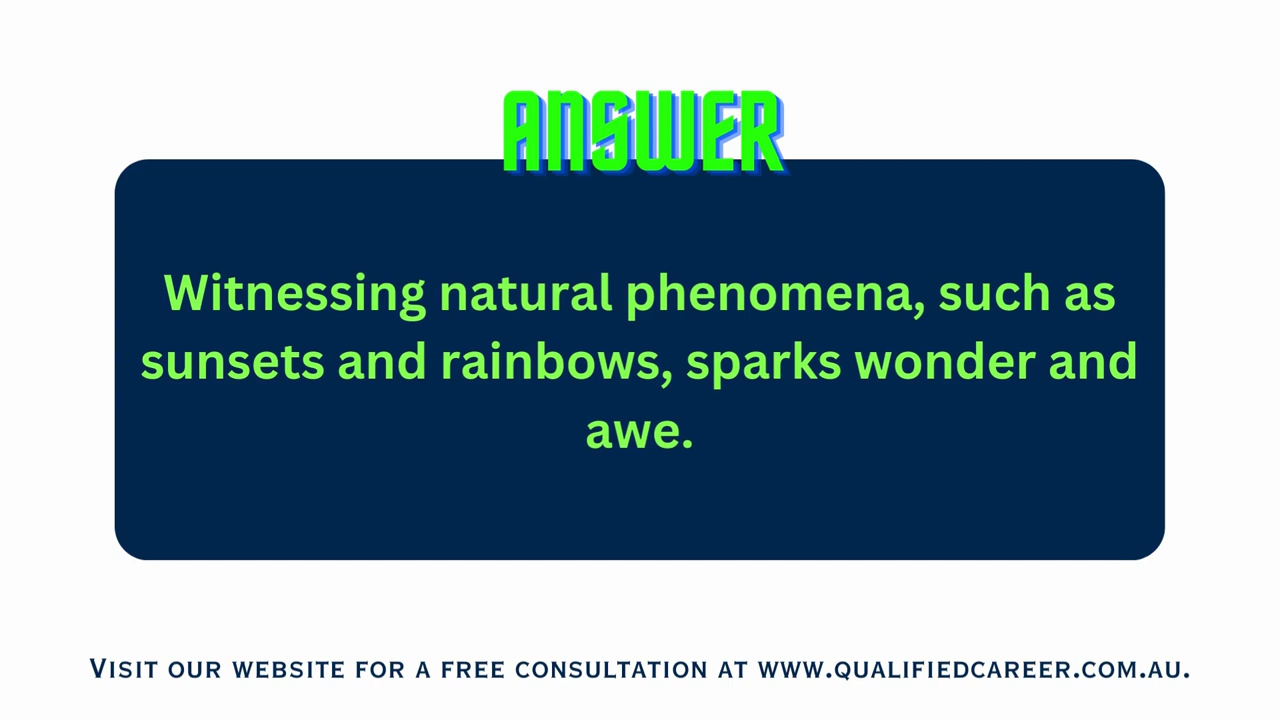 ANSWER
Witnessing natural phenomena, such as
sunsets and rainbows, sparks wonder and
awe.
Visit our website for a free consultation at www.qualifiedcareer.com.au.